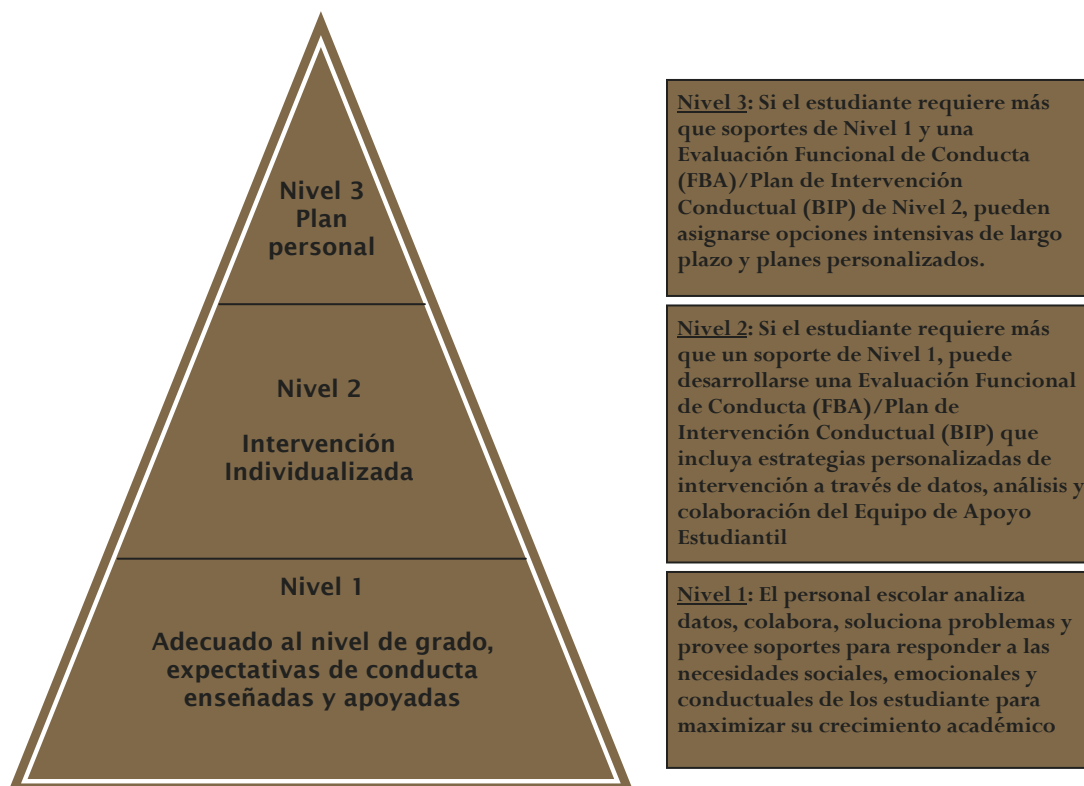 Nivel 3
Plan
personal
Nivel 2
Intervención
Individualizada
Nivel 1
Adecuado al nivel de grado,
expectativas de conducta
enseñadas y apoyadas
Nivel 3: Si el estudiante requiere más
que soportes de Nivel 1 y una
Evaluación Funcional de Conducta
(FBA)/Plan de Intervención
Conductual (BIP) de Nivel 2, pueden
asignarse opciones intensivas de largo
plazo y planes personalizados.
Nivel 2: Si el estudiante requiere más
que un soporte de Nivel 1, puede
desarrollarse una Evaluación Funcional
de Conducta (FBA)/Plan de
Intervención Conductual (BIP) que
incluya estrategias personalizadas de
intervención a través de datos, análisis y
colaboración del Equipo de Apoyo
Estudiantil
Nivel 1: El personal escolar analiza
datos, colabora, soluciona problemas y
provee soportes para responder a las
necesidades sociales, emocionales y
conductuales de los estudiante para
maximizar su crecimiento académico